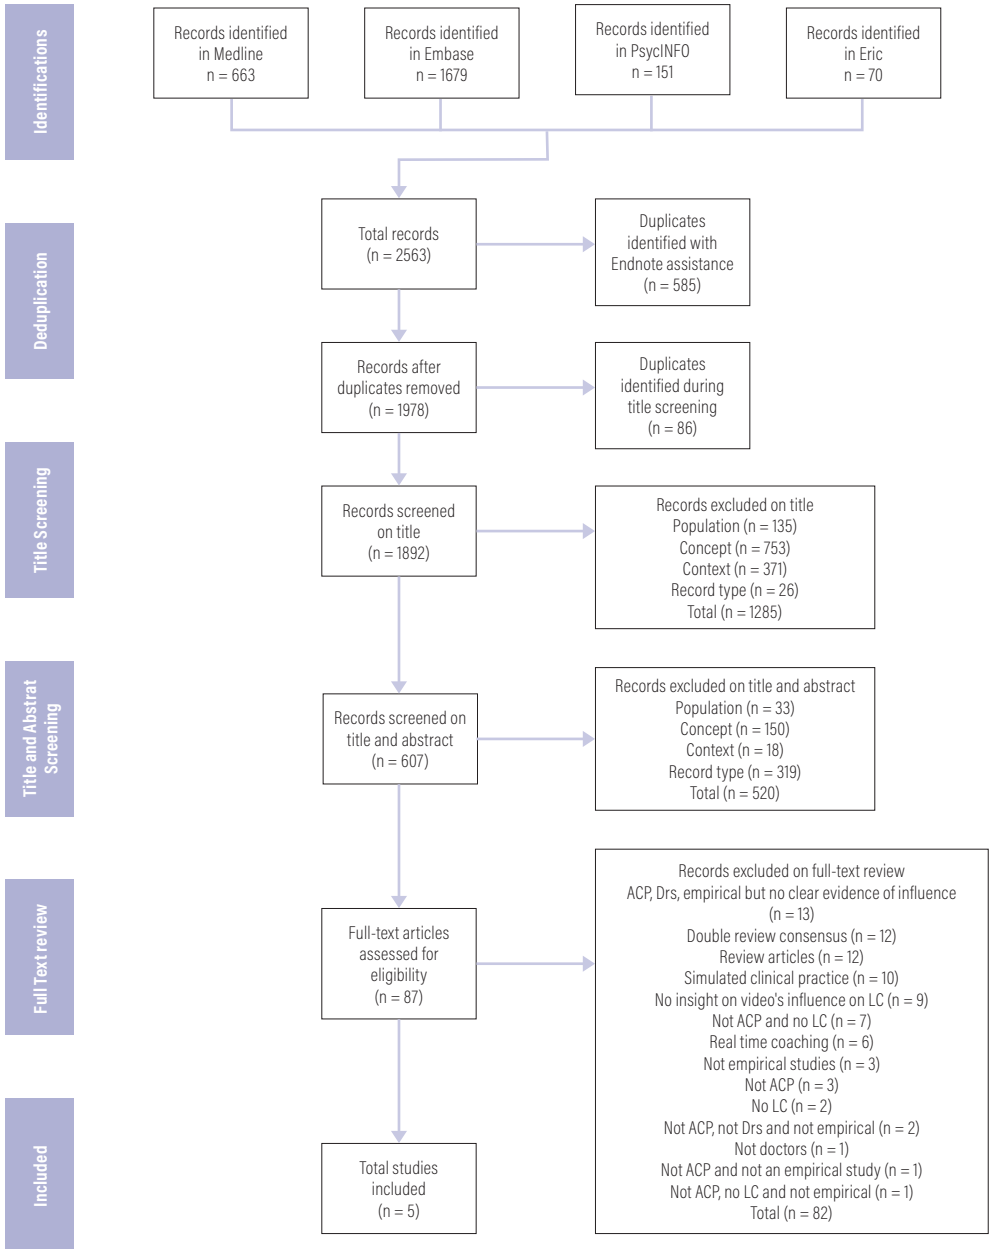 Identifications
Records identified
in Medline
n = 663
Records identified
in Embase
n = 1679
Records identified
in PsycINFO
n = 151
Records identified
in Eric
n = 70
Deduplication
Total records
(n = 2563)
Duplicates
identified with
Endnote assistance
(n = 585)
Records after
duplicates removed
(n = 1978)
Duplicates
identified during
title screening
(n = 86)
Title Screening
Records screened
on title
(n = 1892)
Records excluded on title
Population (n = 135)
Concept (n = 753)
Context (n = 371)
Record type (n = 26)
Total (n = 1285)
Title and Abstrat
Screening
Records screened on
title and abstract
(n = 607)
Records excluded on title and abstract
Population (n = 33)
Concept (n = 150)
Context (n = 18)
Record type (n = 319)
Total (n = 520)
Full Text review
Full-text articles
assessed for
eligibility
(n = 87)
Records excluded on full-text review
ACP, Drs, empirical but no clear evidence of influence
(n = 13)
Double review consensus (n = 12)
Review articles (n = 12)
Simulated clinical practice (n = 10)
No insight on video's influence on LC (n = 9)
Not ACP and no LC (n = 7)
Real time coaching (n = 6)
Not empirical studies (n = 3)
Not ACP (n = 3)
No LC (n = 2)
Not ACP, not Drs and not empirical (n = 2)
Not doctors (n = 1)
Not ACP and not an empirical study (n = 1)
Not ACP, no LC and not empirical (n = 1)
Total (n = 82)
Included
Total studies
included
(n = 5)